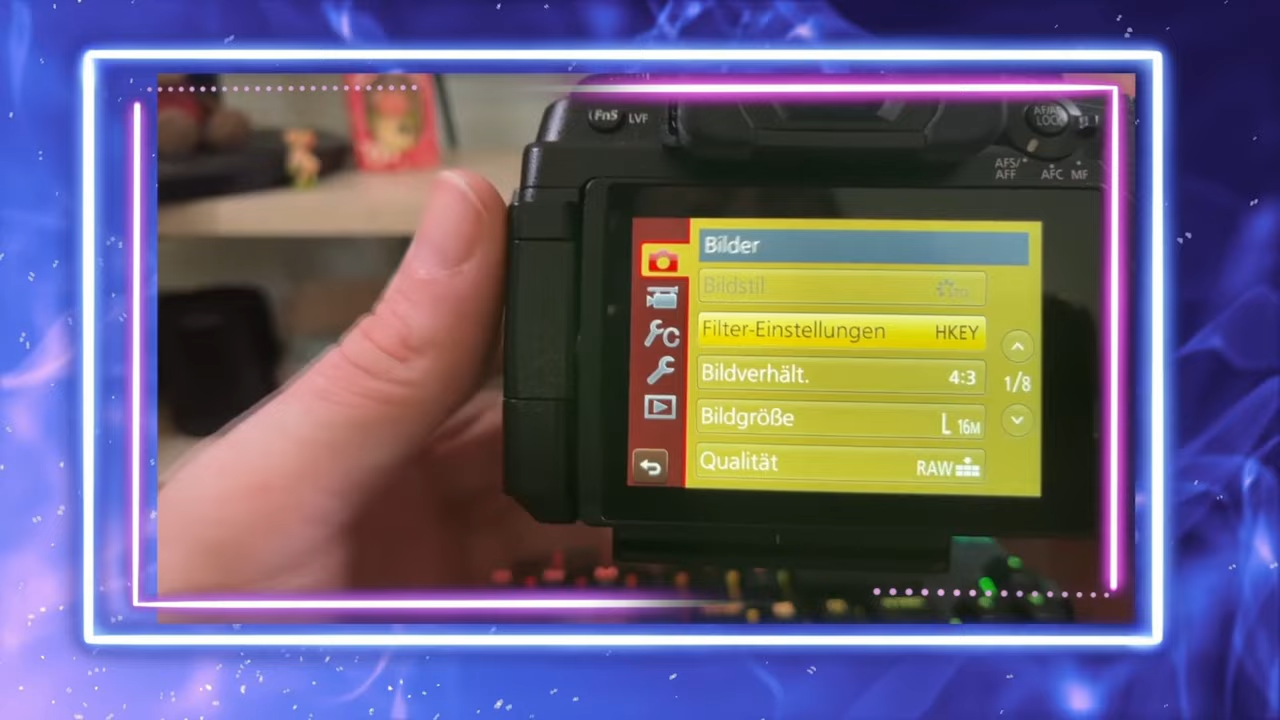 Fn5 LVF
AF/AE
LOCK
AFS/
AFF AFC MF
Bilder
Bildstil STD.
Filter-Einstellungen HKEY
Bildverhält. 4:3
1/8
Bildgröße L 16M
Qualität RAW